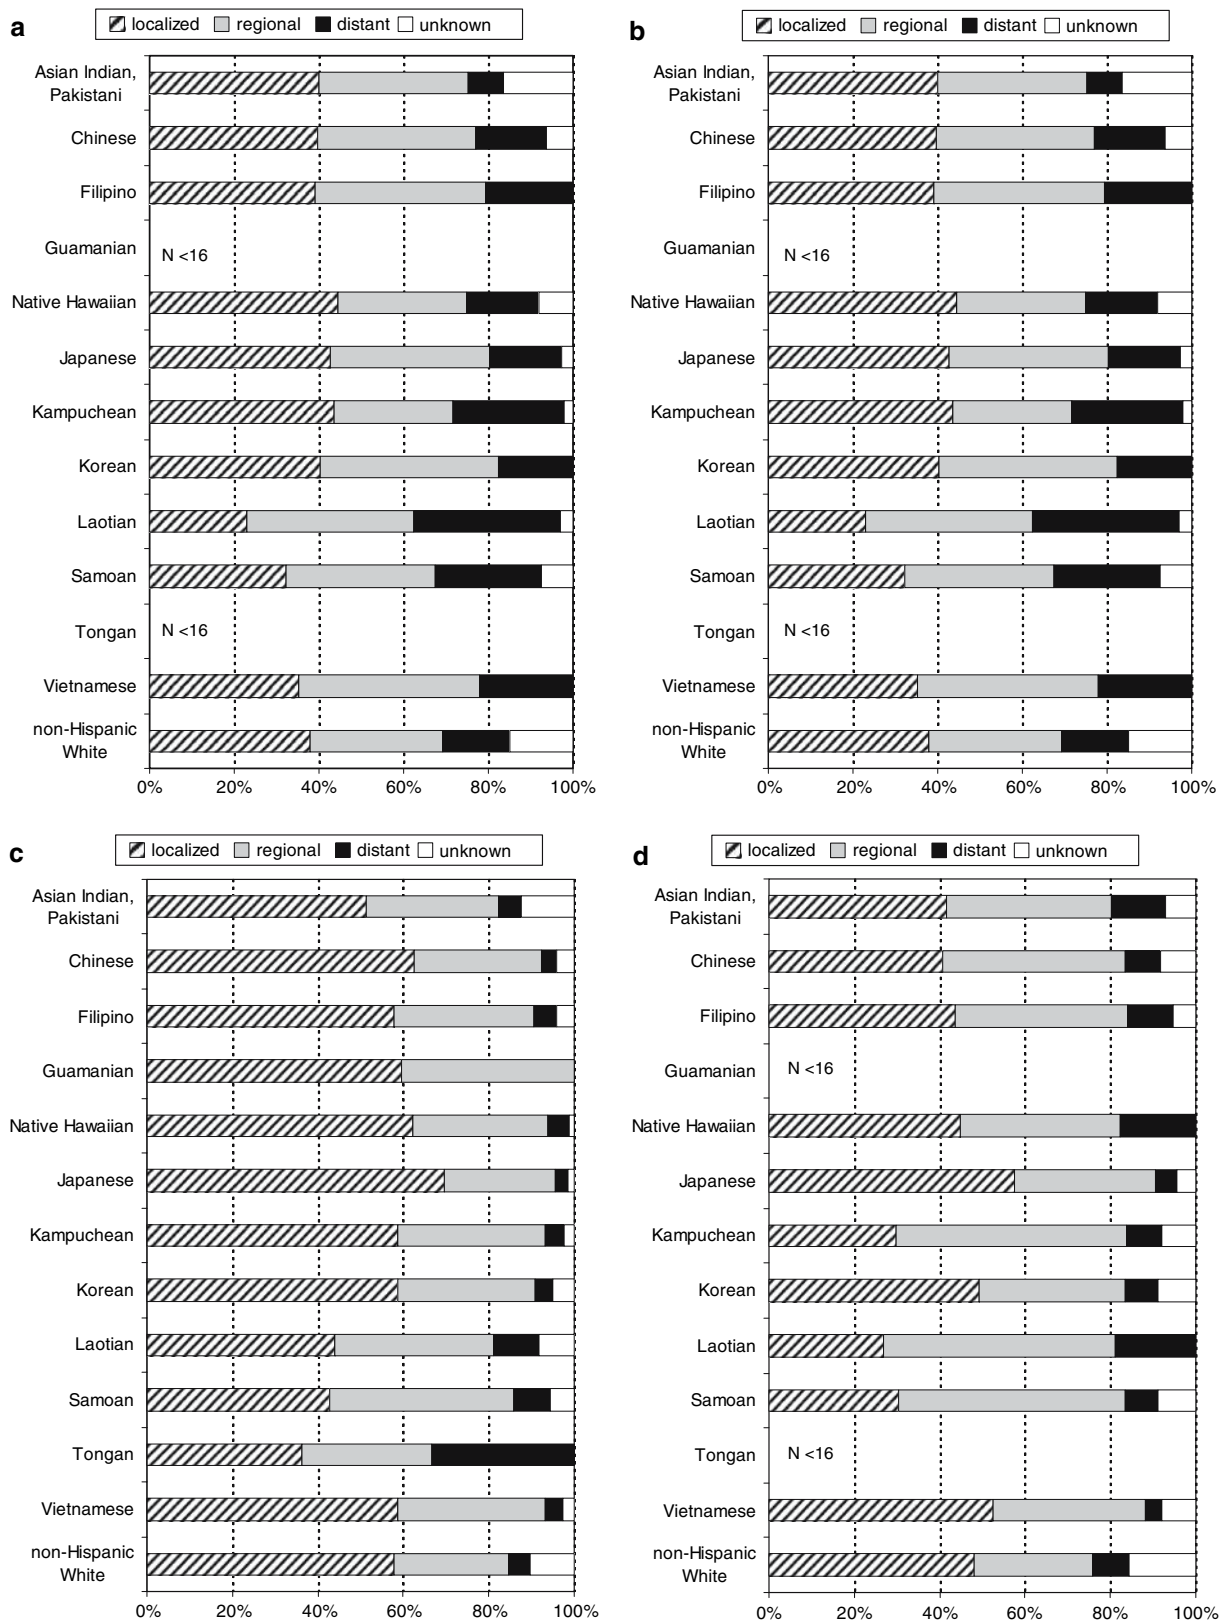 a
localized regional distant unknown
Asian Indian,
Pakistani
Chinese
Filipino
Guamanian
N <16
Native Hawaiian
Japanese
Kampuchean
Korean
Laotian
Samoan
Tongan
N <16
Vietnamese
non-Hispanic
White
0% 20% 40% 60% 80% 100%
b
localized regional distant unknown
Asian Indian,
Pakistani
Chinese
Filipino
Guamanian
N <16
Native Hawaiian
Japanese
Kampuchean
Korean
Laotian
Samoan
Tongan
N <16
Vietnamese
non-Hispanic
White
0% 20% 40% 60% 80% 100%
c
localized regional distant unknown
Asian Indian,
Pakistani
Chinese
Filipino
Guamanian
Native Hawaiian
Japanese
Kampuchean
Korean
Laotian
Samoan
Tongan
Vietnamese
non-Hispanic
White
0% 20% 40% 60% 80% 100%
d
localized regional distant unknown
Asian Indian,
Pakistani
Chinese
Filipino
Guamanian
N <16
Native Hawaiian
Japanese
Kampuchean
Korean
Laotian
Samoan
Tongan
N <16
Vietnamese
non-Hispanic
White
0% 20% 40% 60% 80% 100%